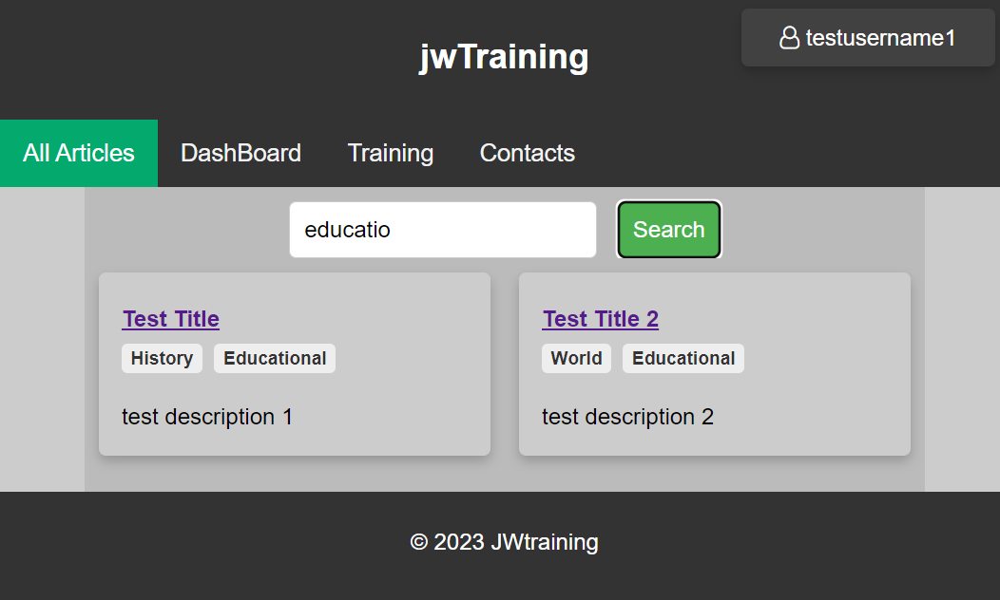 jwTraining
testusername1
All Articles DashBoard Training Contacts
educatio Search
Test Title
History Educational
test description 1
Test Title 2
World Educational
test description 2
© 2023 JWtraining